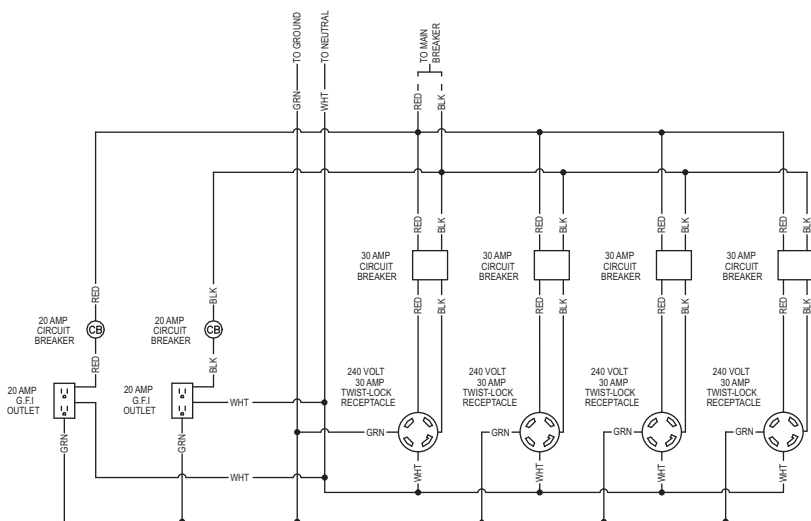 TO GROUND
TO NEUTRAL
TO MAIN
BREAKER
GRN
WHT
RED
BLK
RED
BLK
RED
BLK
RED
BLK
RED
BLK
30 AMP
CIRCUIT
BREAKER
30 AMP
CIRCUIT
BREAKER
30 AMP
CIRCUIT
BREAKER
30 AMP
CIRCUIT
BREAKER
RED
BLK
RED
BLK
RED
BLK
RED
BLK
RED
BLK
20 AMP
CIRCUIT
BREAKER
CB
20 AMP
CIRCUIT
BREAKER
CB
RED
BLK
20 AMP
G.F.I
OUTLET
20 AMP
G.F.I
OUTLET
240 VOLT
30 AMP
TWIST-LOCK
RECEPTACLE
240 VOLT
30 AMP
TWIST-LOCK
RECEPTACLE
240 VOLT
30 AMP
TWIST-LOCK
RECEPTACLE
240 VOLT
30 AMP
TWIST-LOCK
RECEPTACLE
WHT
GRN
GRN
GRN
GRN
GRN
GRN
WHT
WHT
WHT
WHT
WHT